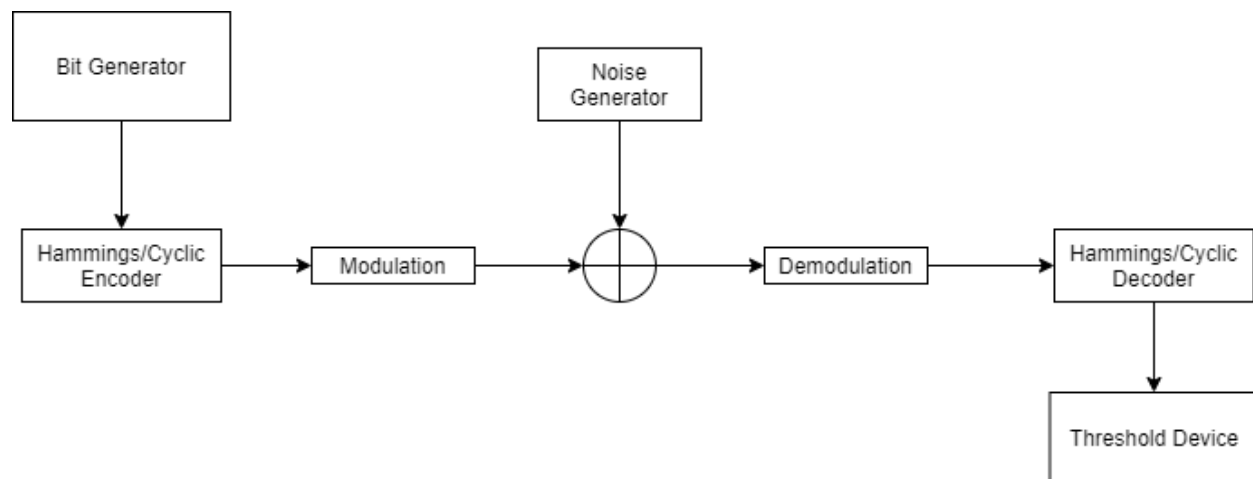 Bit Generator
Noise
Generator
Hammings/Cyclic
Encoder
Modulation
Demodulation
Hammings/Cyclic
Decoder
Threshold Device